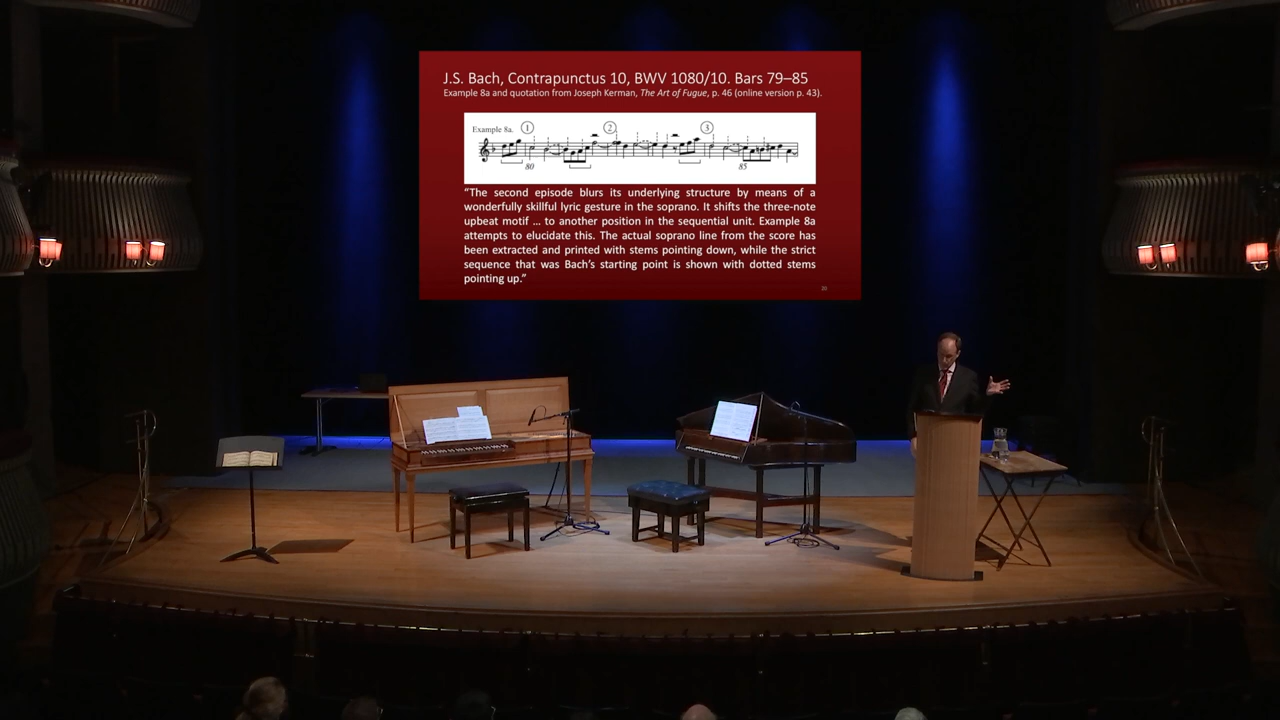 J.S. Bach, Contrapunctus 10, BWV 1080/10. Bars 79–85
Example 8a and quotation from Joseph Kerman, The Art of Fugue, p. 46 (online version p. 43).
Example 8a.
1 2 3
80 85
“The second episode blurs its underlying structure by means of a
wonderfully skillful lyric gesture in the soprano. It shifts the three-note
upbeat motif ... to another position in the sequential unit. Example 8a
attempts to elucidate this. The actual soprano line from the score has
been extracted and printed with stems pointing down, while the strict
sequence that was Bach’s starting point is shown with dotted stems
pointing up.”
20